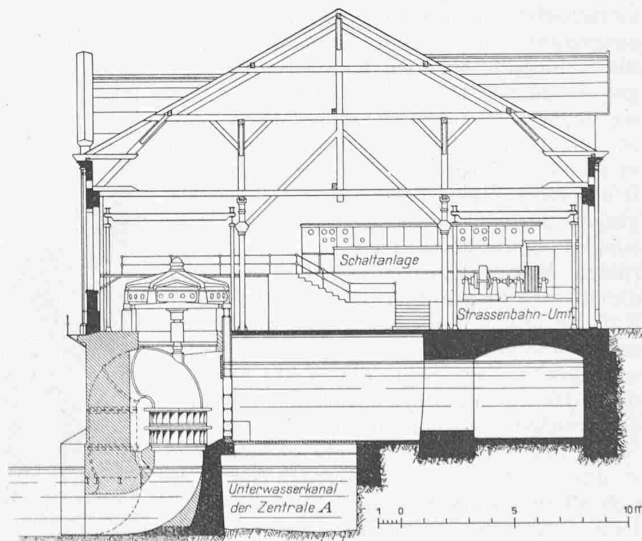 Schaltanlage
Strassenbahn-Umf.
Unterwasserkanal
der Zentrale A
1 0 5 10 m